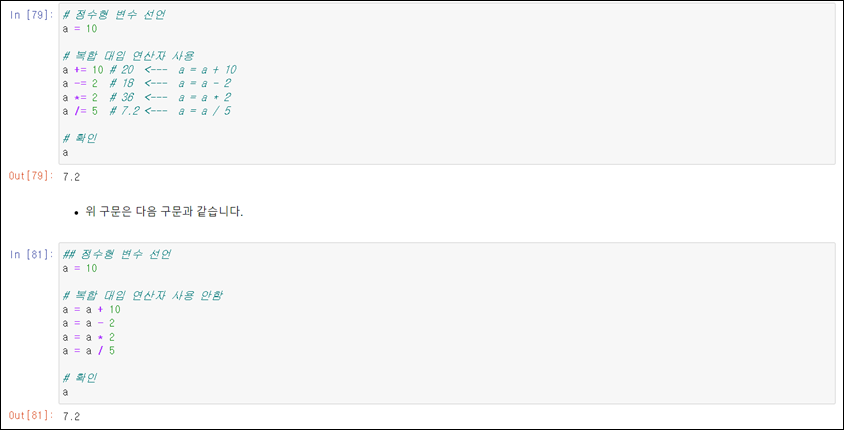 In [79]: # 정수형 변수 선언
a = 10
# 복합 대입 연산자 사용
a += 10 # 20 <--- a = a + 10
a -= 2 # 18 <--- a = a - 2
a *= 2 # 36 <--- a = a * 2
a /= 5 # 7.2 <--- a = a / 5
# 확인
a
Out[79]: 7.2
• 위 구문은 다음 구문과 같습니다.
In [81]: ## 정수형 변수 선언
a = 10
# 복합 대입 연산자 사용 안함
a = a + 10
a = a - 2
a = a * 2
a = a / 5
# 확인
a
Out[81]: 7.2